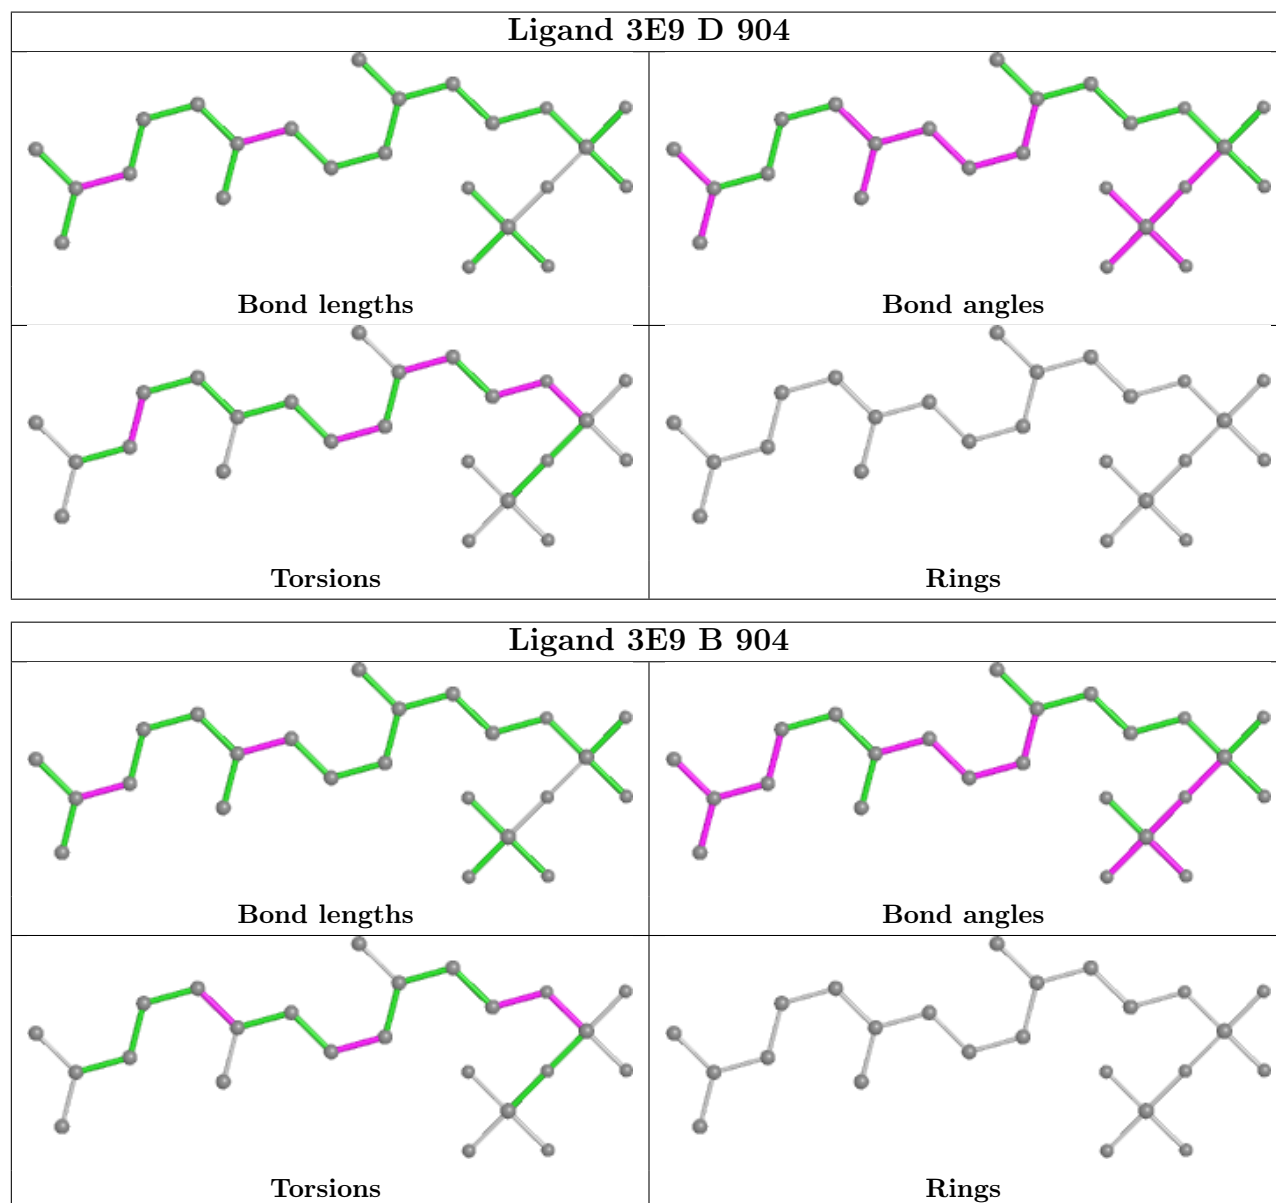 Ligand 3E9 D 904
Bond lengths
Bond angles
Torsions
Rings
Ligand 3E9 B 904
Bond lengths
Bond angles
Torsions
Rings